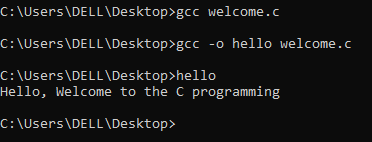 C:\Users\DELL\Desktop>gcc welcome.c
C:\Users\DELL\Desktop>gcc -o hello welcome.c
C:\Users\DELL\Desktop>hello
Hello, Welcome to the C programming
C:\Users\DELL\Desktop>